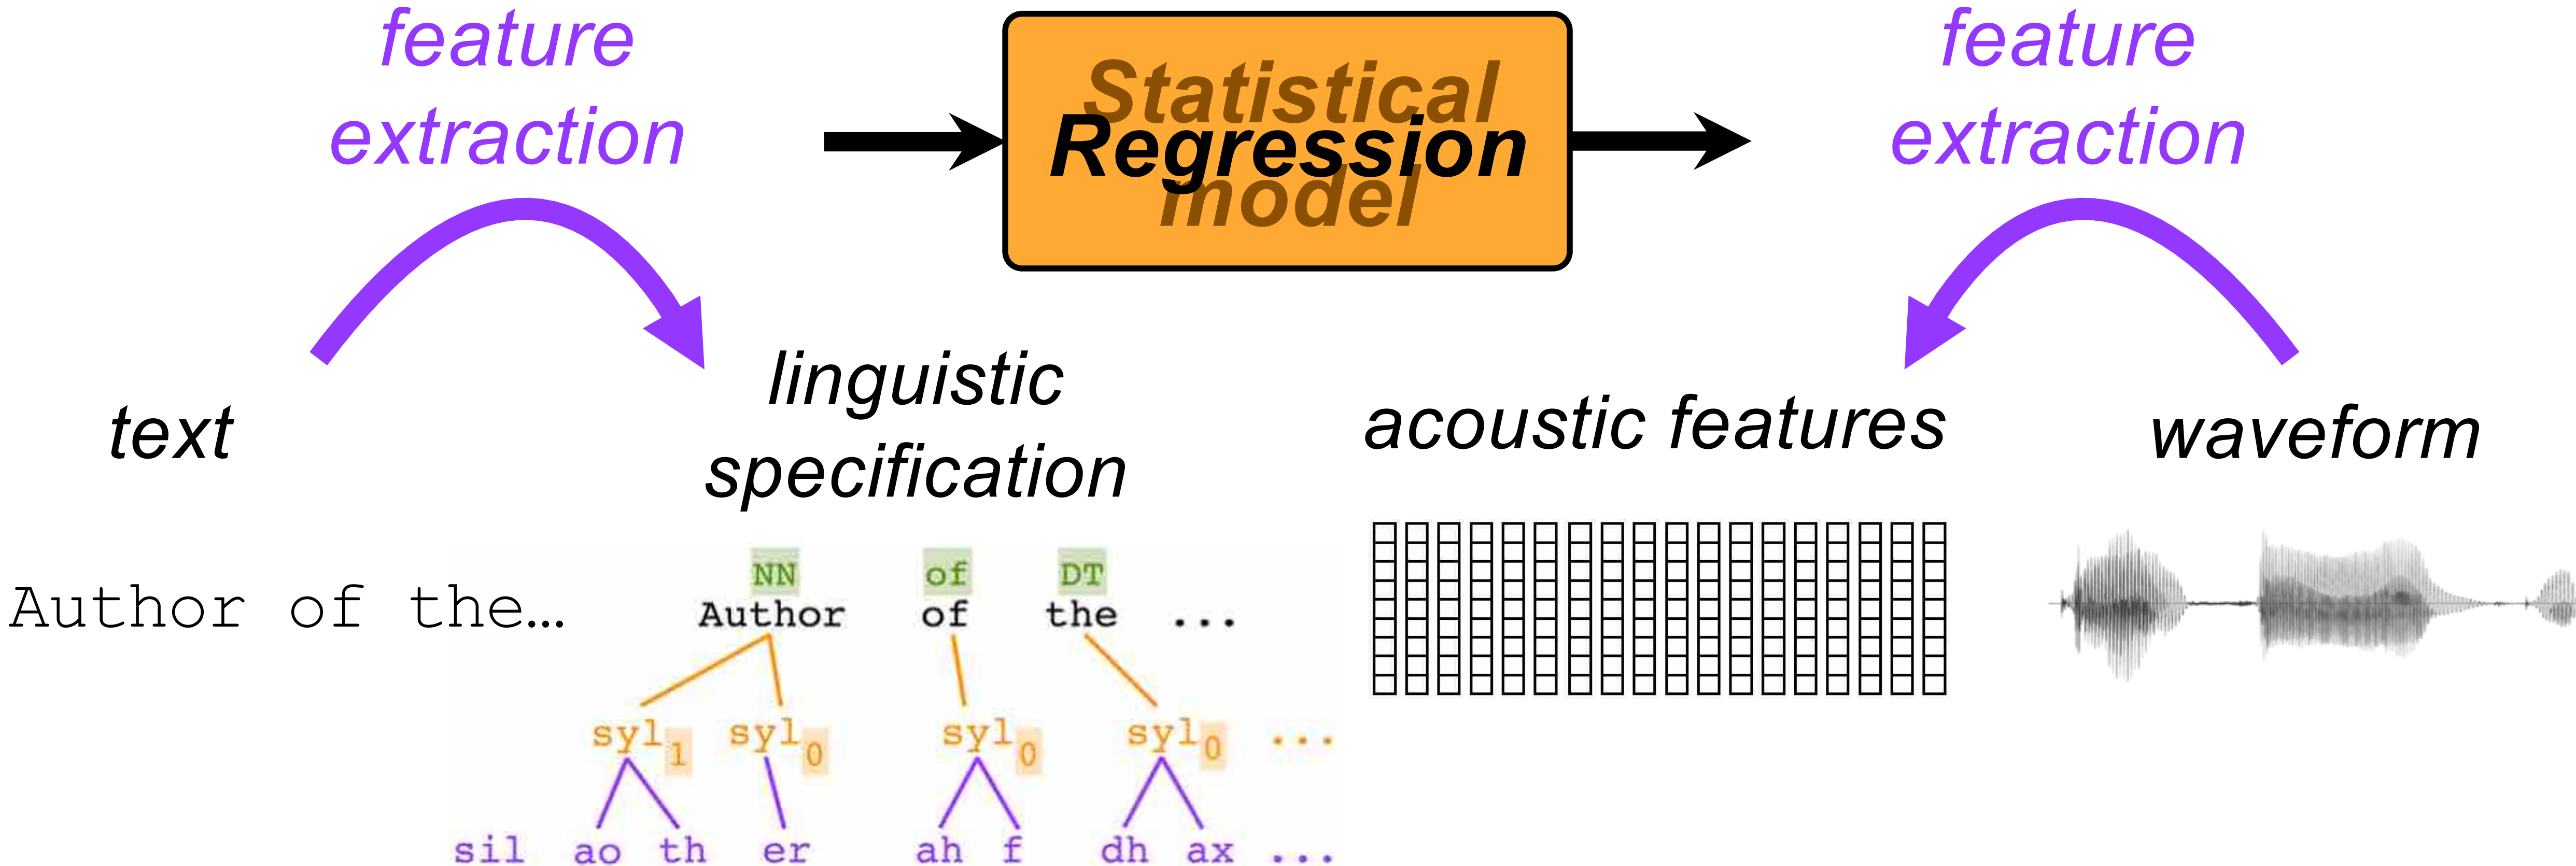 feature
extraction
Statistical
Regression
model
feature
extraction
text
linguistic
specification
acoustic features
waveform
Author of the…
NN of DT
Author of the ...
syl1 syl0 syl0 syl0 ...
sil ao th er ah f dh ax ...